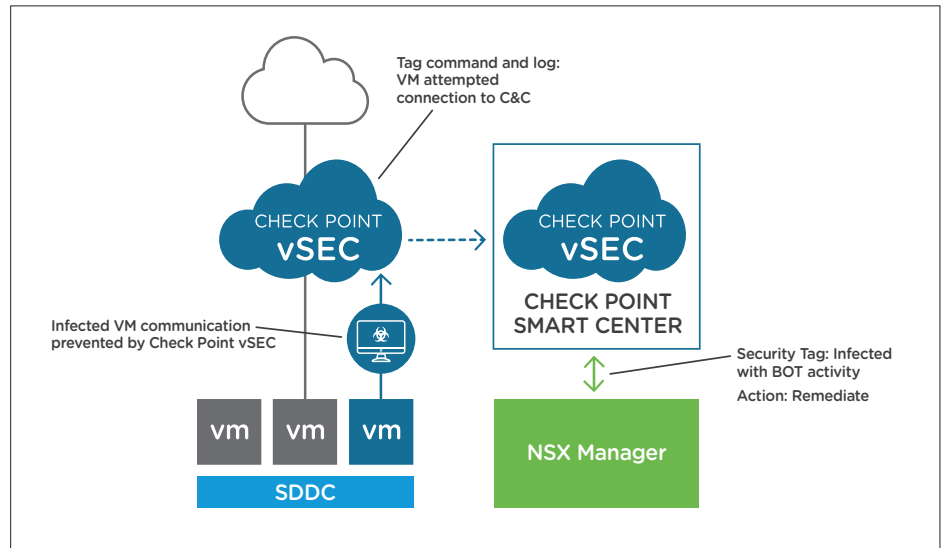 Tag command and log:
VM attempted
connection to C&C
CHECK POINT
vSEC
CHECK POINT
vSEC
CHECK POINT
SMART CENTER
Infected VM communication
prevented by Check Point vSEC
Security Tag: Infected
with BOT activity
Action: Remediate
vm
vm
vm
SDDC
NSX Manager